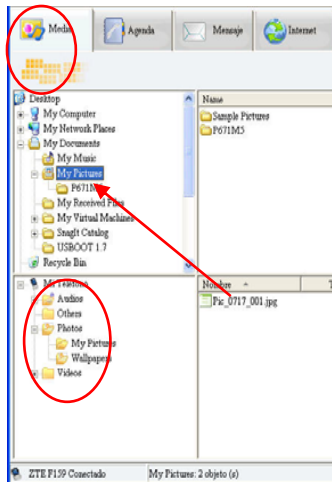 Media Agenda Mensaje Internet
Desktop
My Computer
My Network Places
My Documents
My Music
My Pictures
P671M5
My Received Files
My Virtual Machines
SnagIt Catalog
USBOOT 1.7
Recycle Bin
Name
Sample Pictures
P671M5
My Telefono
Audios
Others
Photos
My Pictures
Wallpapers
Videos
Nombre T
Pic_0717_001.jpg
ZTE F159 Conectado My Pictures: 2 objeto (s)